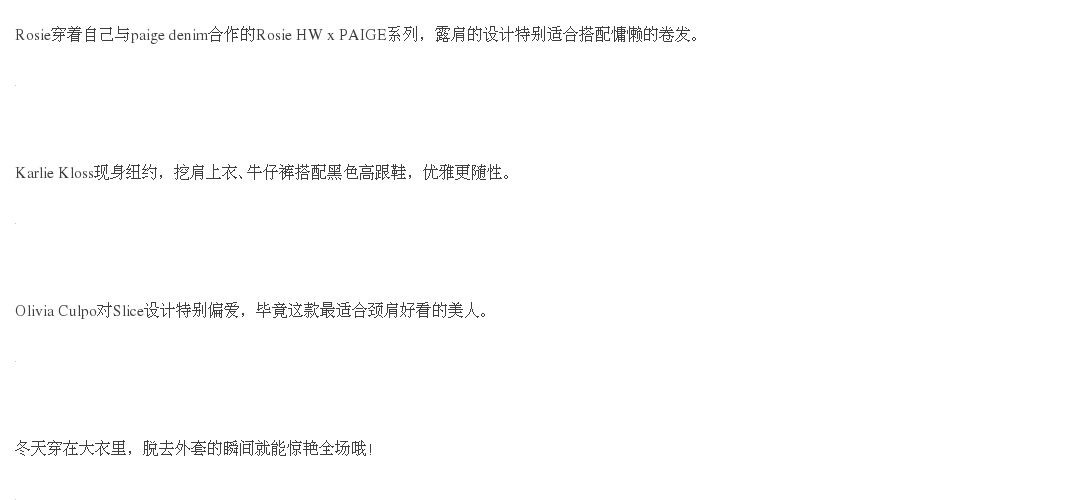 Rosie穿着自己与paige denim合作的Rosie HW x PAIGE系列，露肩的设计特别适合搭配慵懒的卷发。
Karlie Kloss现身纽约，挖肩上衣、牛仔裤搭配黑色高跟鞋，优雅更随性。
Olivia Culpo对Slice设计特别偏爱，毕竟这款最适合颈肩好看的美人。
冬天穿在大衣里，脱去外套的瞬间就能惊艳全场哦！